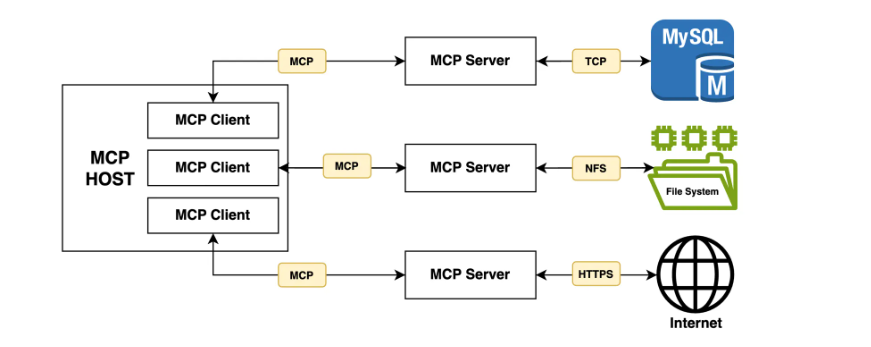 MCP
MCP Server
TCP
MySQL
M
MCP
HOST
MCP Client
MCP Client
MCP Client
MCP
MCP Server
NFS
File System
MCP
MCP Server
HTTPS
Internet